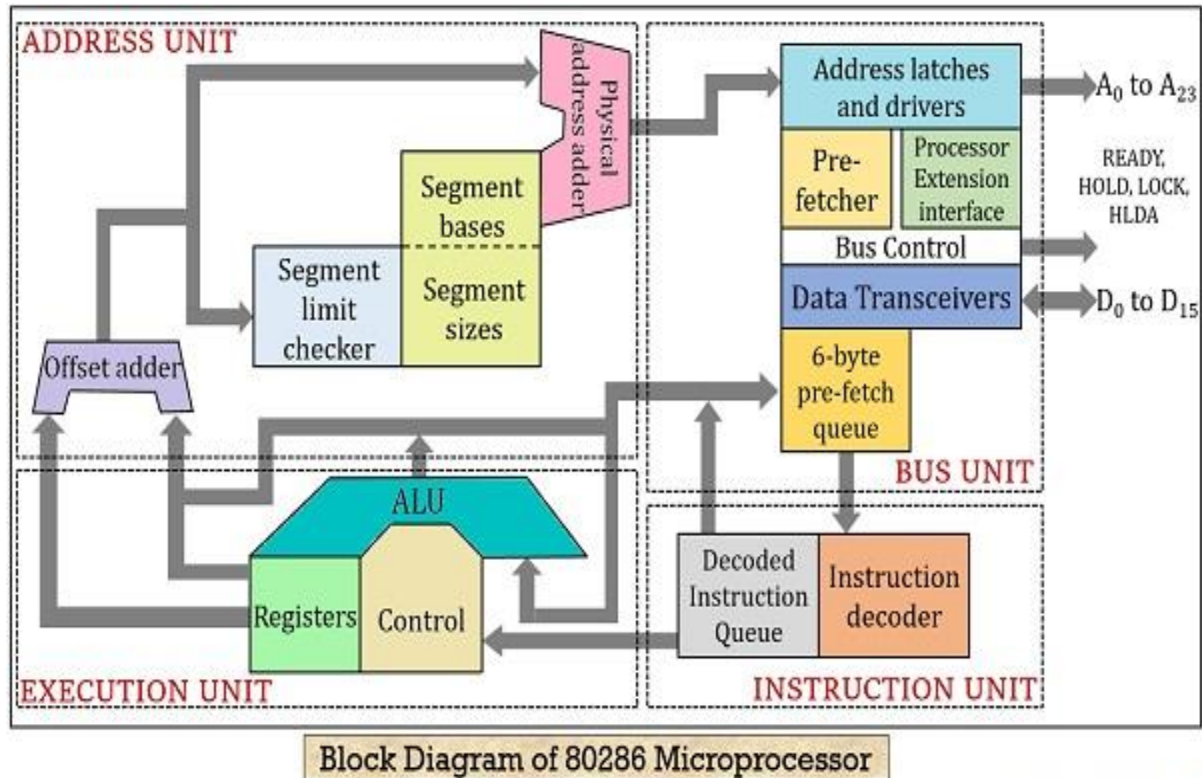 ADDRESS UNIT
Physical
address adder
Segment
bases
Segment
sizes
Segment
limit
checker
Offset adder
Address latches
and drivers
Pre-
fetcher
Processor
Extension
interface
Bus Control
Data Transceivers
6-byte
pre-fetch
queue
BUS UNIT
A₀ to A₂₃
READY,
HOLD, LOCK,
HLDA
D₀ to D₁₅
ALU
Registers
Control
EXECUTION UNIT
Decoded
Instruction
Queue
Instruction
decoder
INSTRUCTION UNIT
Block Diagram of 80286 Microprocessor